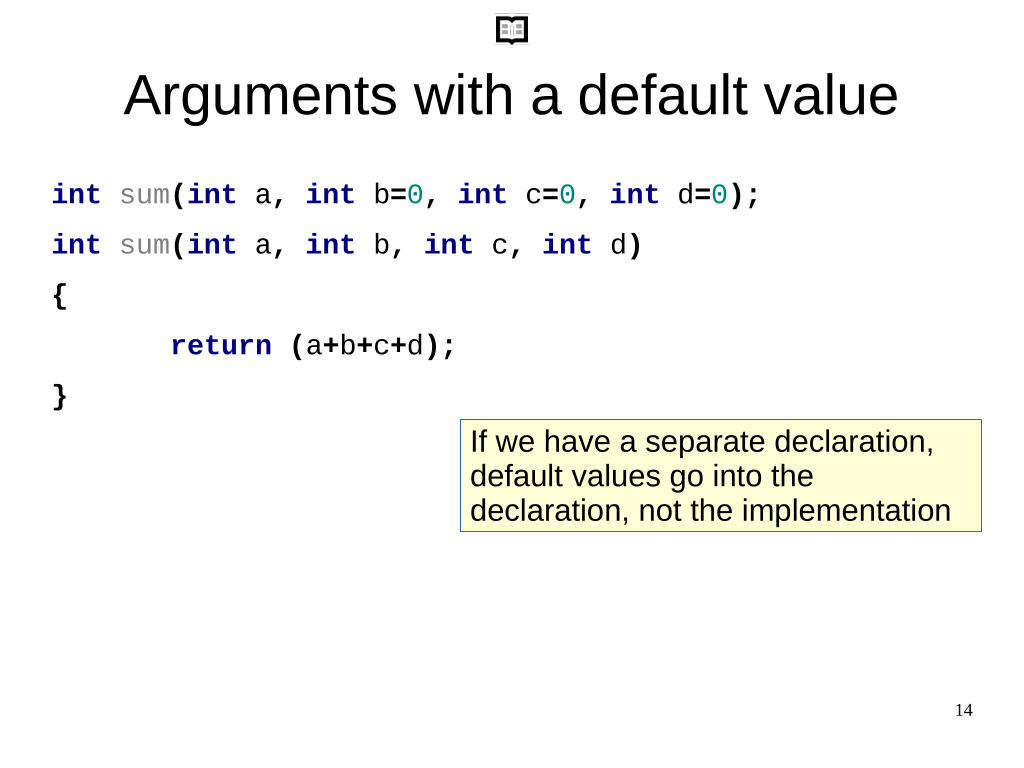 Arguments with a default value
int sum(int a, int b=0, int c=0, int d=0);
int sum(int a, int b, int c, int d)
{
return (a+b+c+d);
}
If we have a separate declaration,
default values go into the
declaration, not the implementation
14